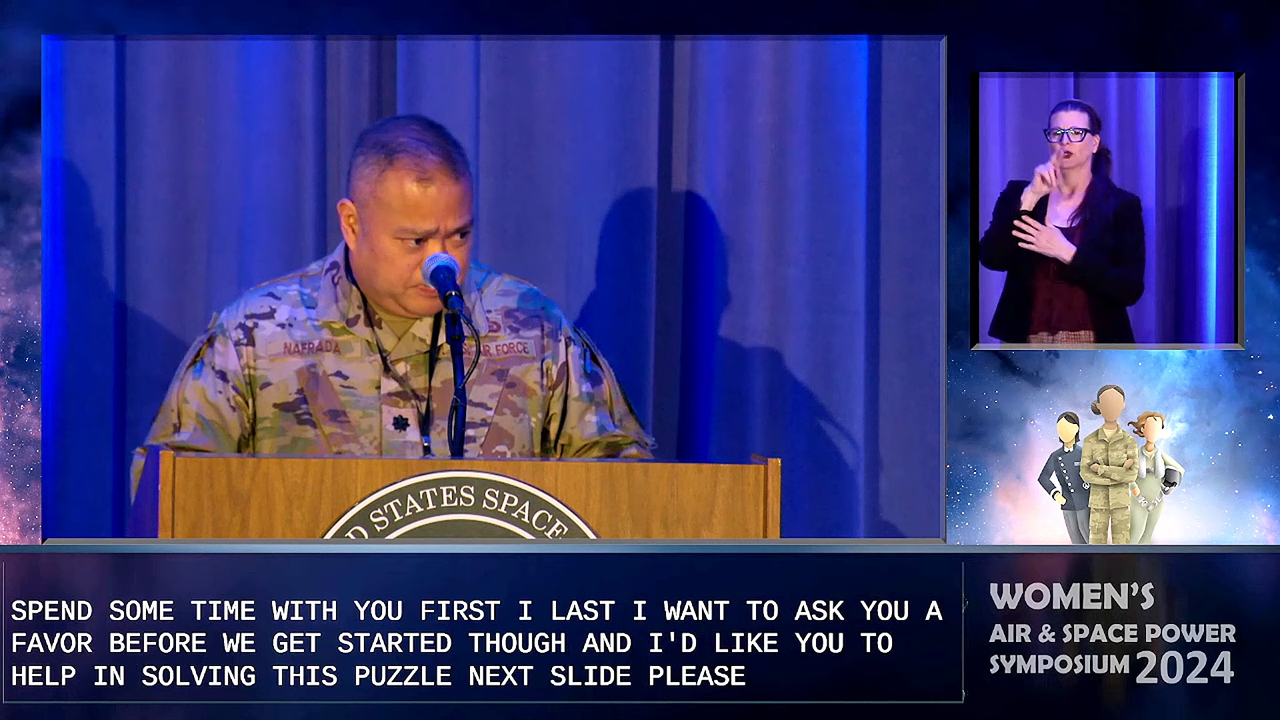 NAFRADA
AIR FORCE
D STATES SPACE
SPEND SOME TIME WITH YOU FIRST I LAST I WANT TO ASK YOU A
FAVOR BEFORE WE GET STARTED THOUGH AND I'D LIKE YOU TO
HELP IN SOLVING THIS PUZZLE NEXT SLIDE PLEASE
WOMEN'S
AIR & SPACE POWER
SYMPOSIUM 2024